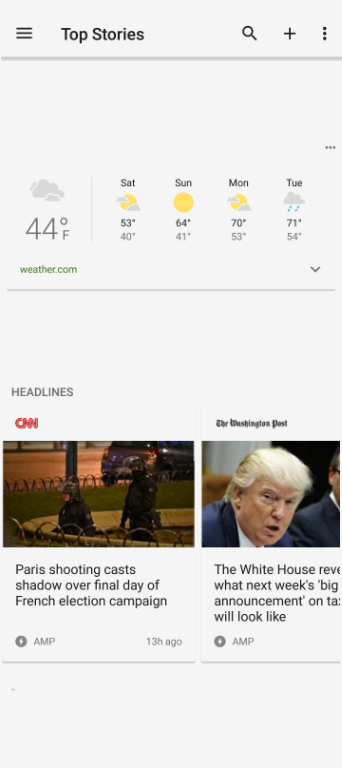 Top Stories
Sat Sun Mon Tue
44°F
53° 64° 70° 71°
40° 41° 53° 54°
weather.com
HEADLINES
CNN
The Washington Post
Paris shooting casts
shadow over final day of
French election campaign
AMP 13h ago
The White House reve
what next week's 'big
announcement' on ta
will look like
AMP